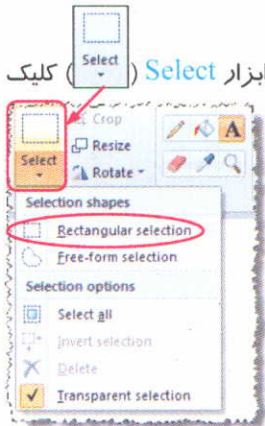 Select
ابزار Select ( ) کلیک
Crop
Select
Resize
A
Rotate
Selection shapes
Rectangular selection
Free-form selection
Selection options
Select all
Invert selection
Delete
Transparent selection